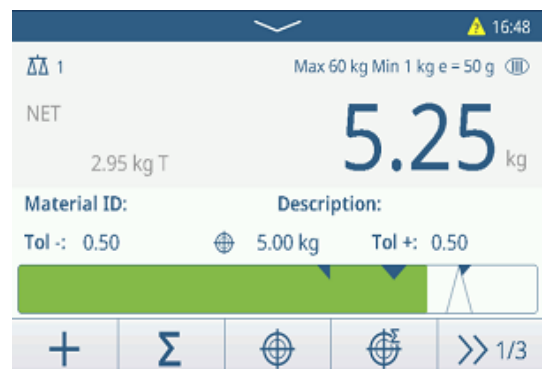 16:48
1 Max 60 kg Min 1 kg e = 50 g III
NET
5.25 kg
2.95 kg T
Material ID: Description:
Tol -: 0.50 5.00 kg Tol +: 0.50
Σ Σ 1/3